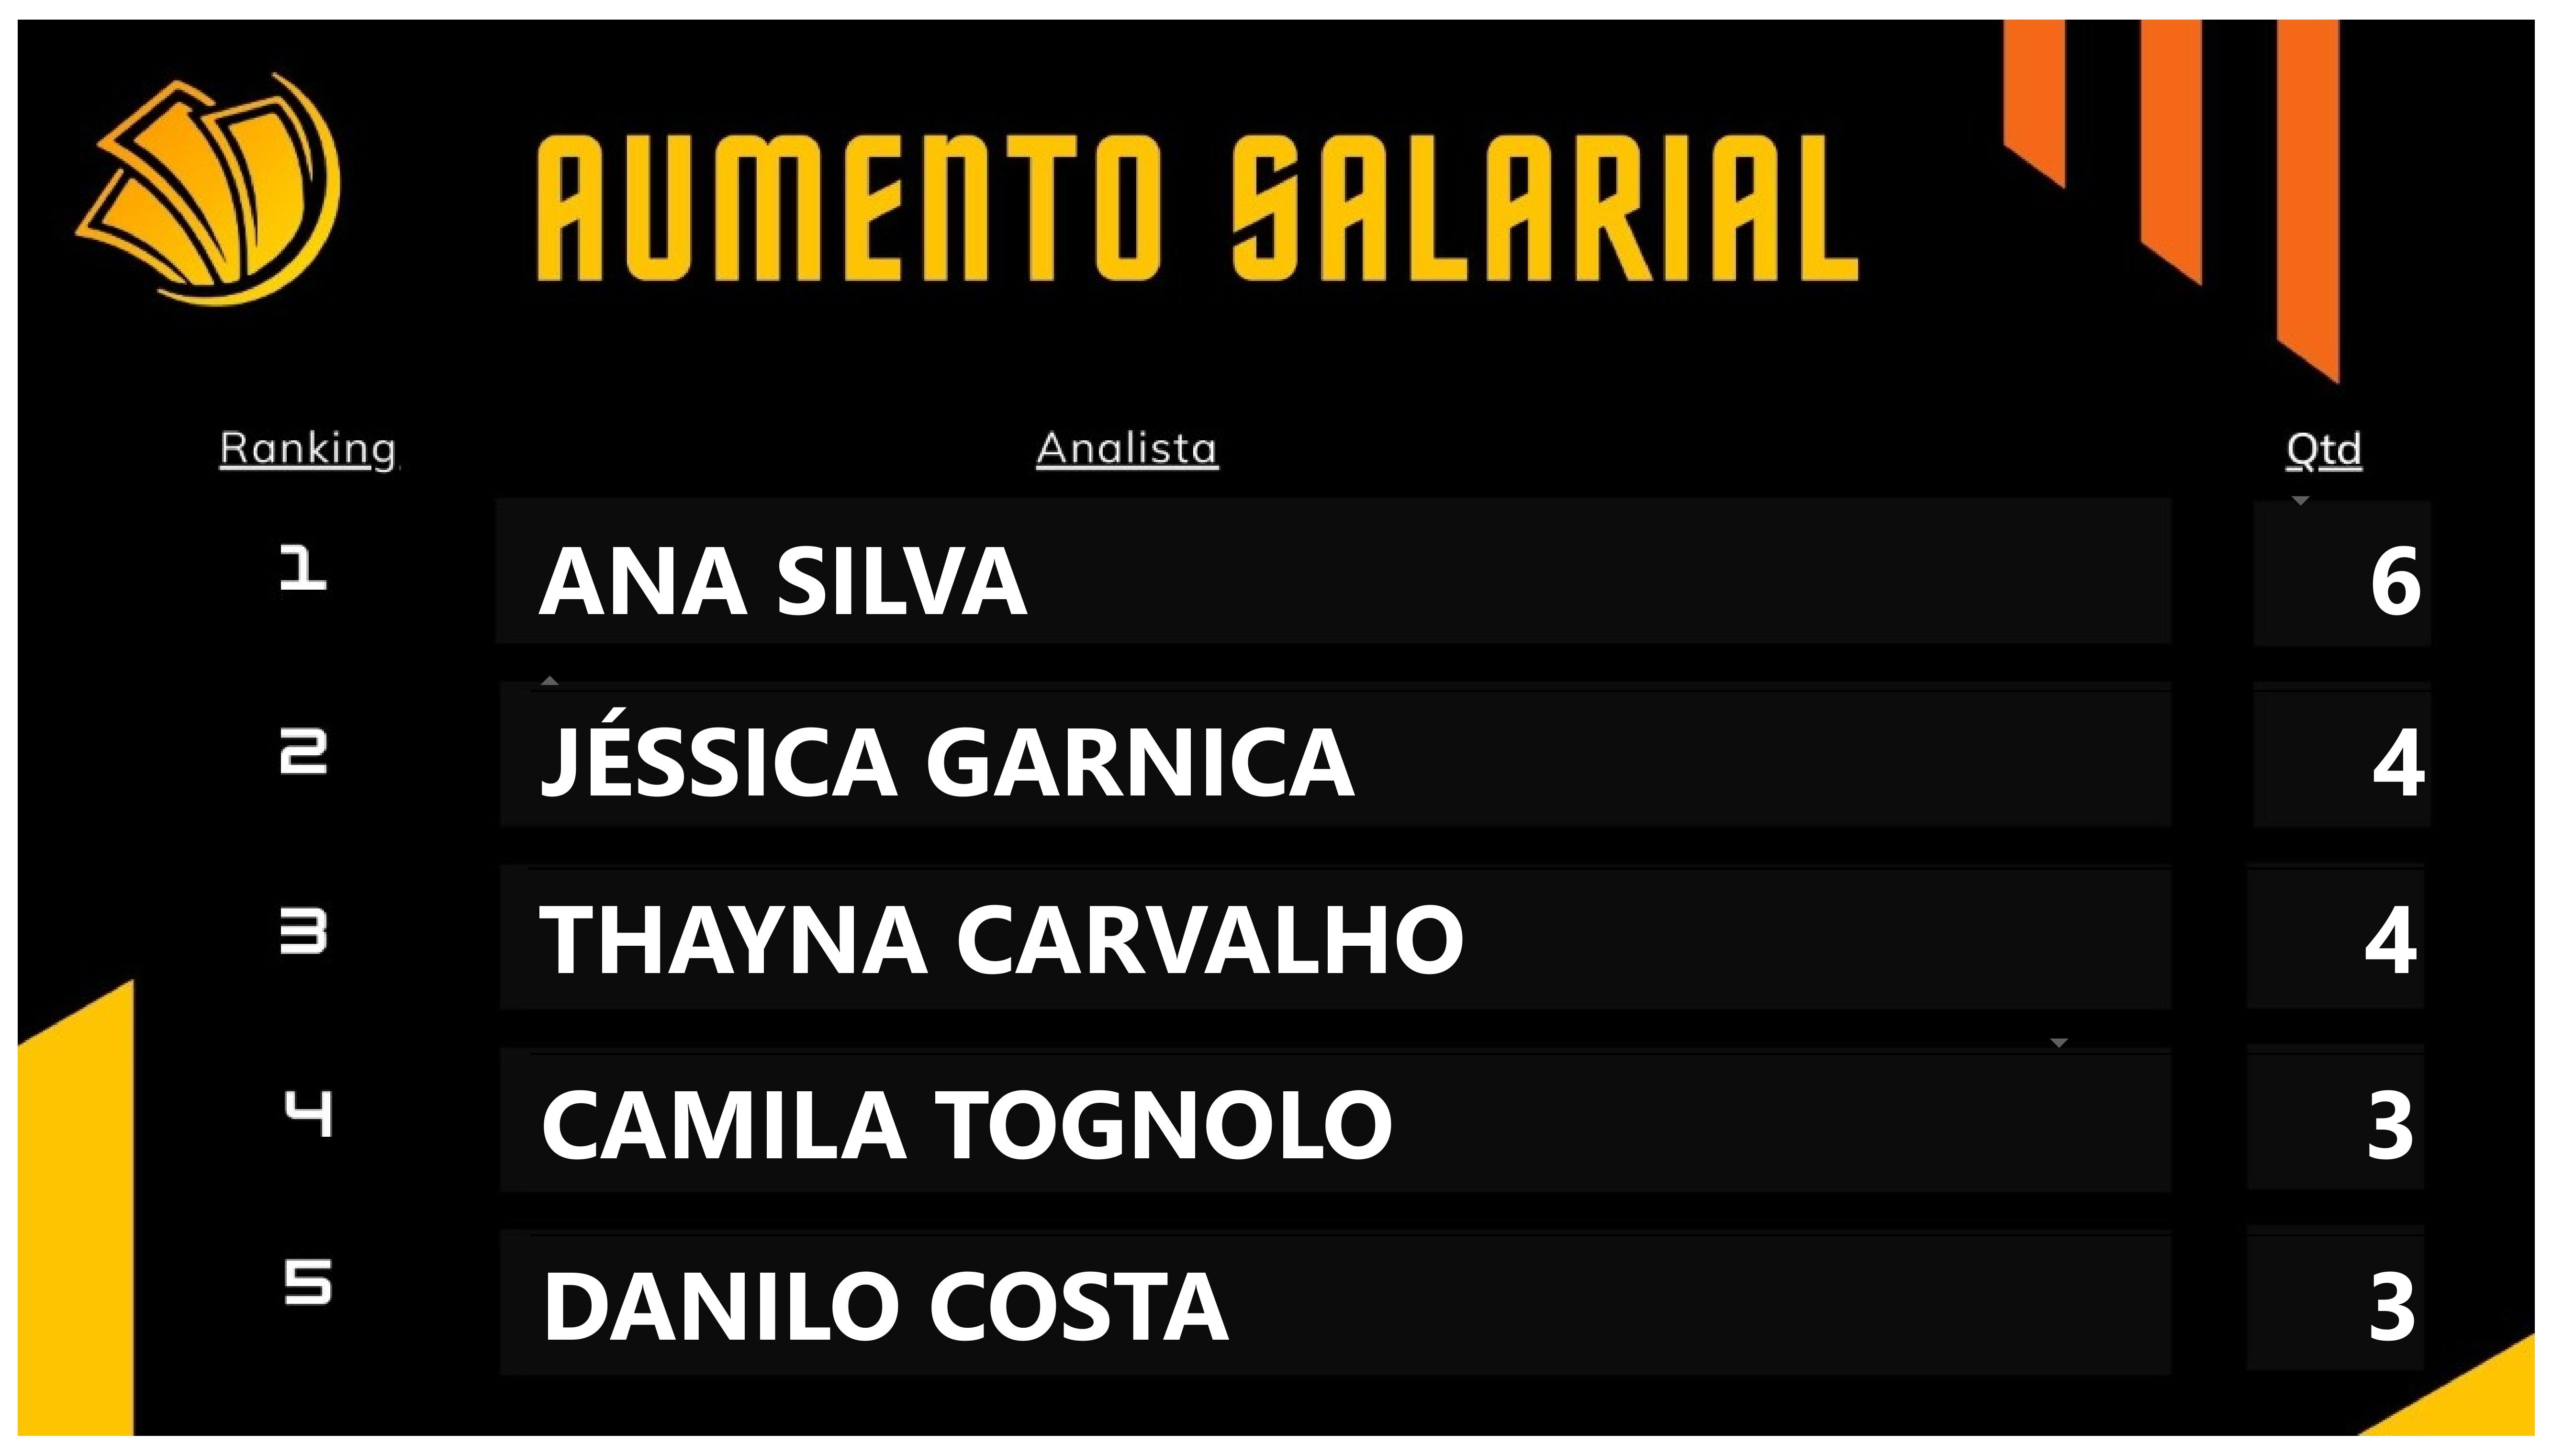 AUMENTO SALARIAL
Ranking Analista Qtd
1 ANA SILVA 6
2 JÉSSICA GARNICA 4
3 THAYNA CARVALHO 4
4 CAMILA TOGNOLO 3
5 DANILO COSTA 3